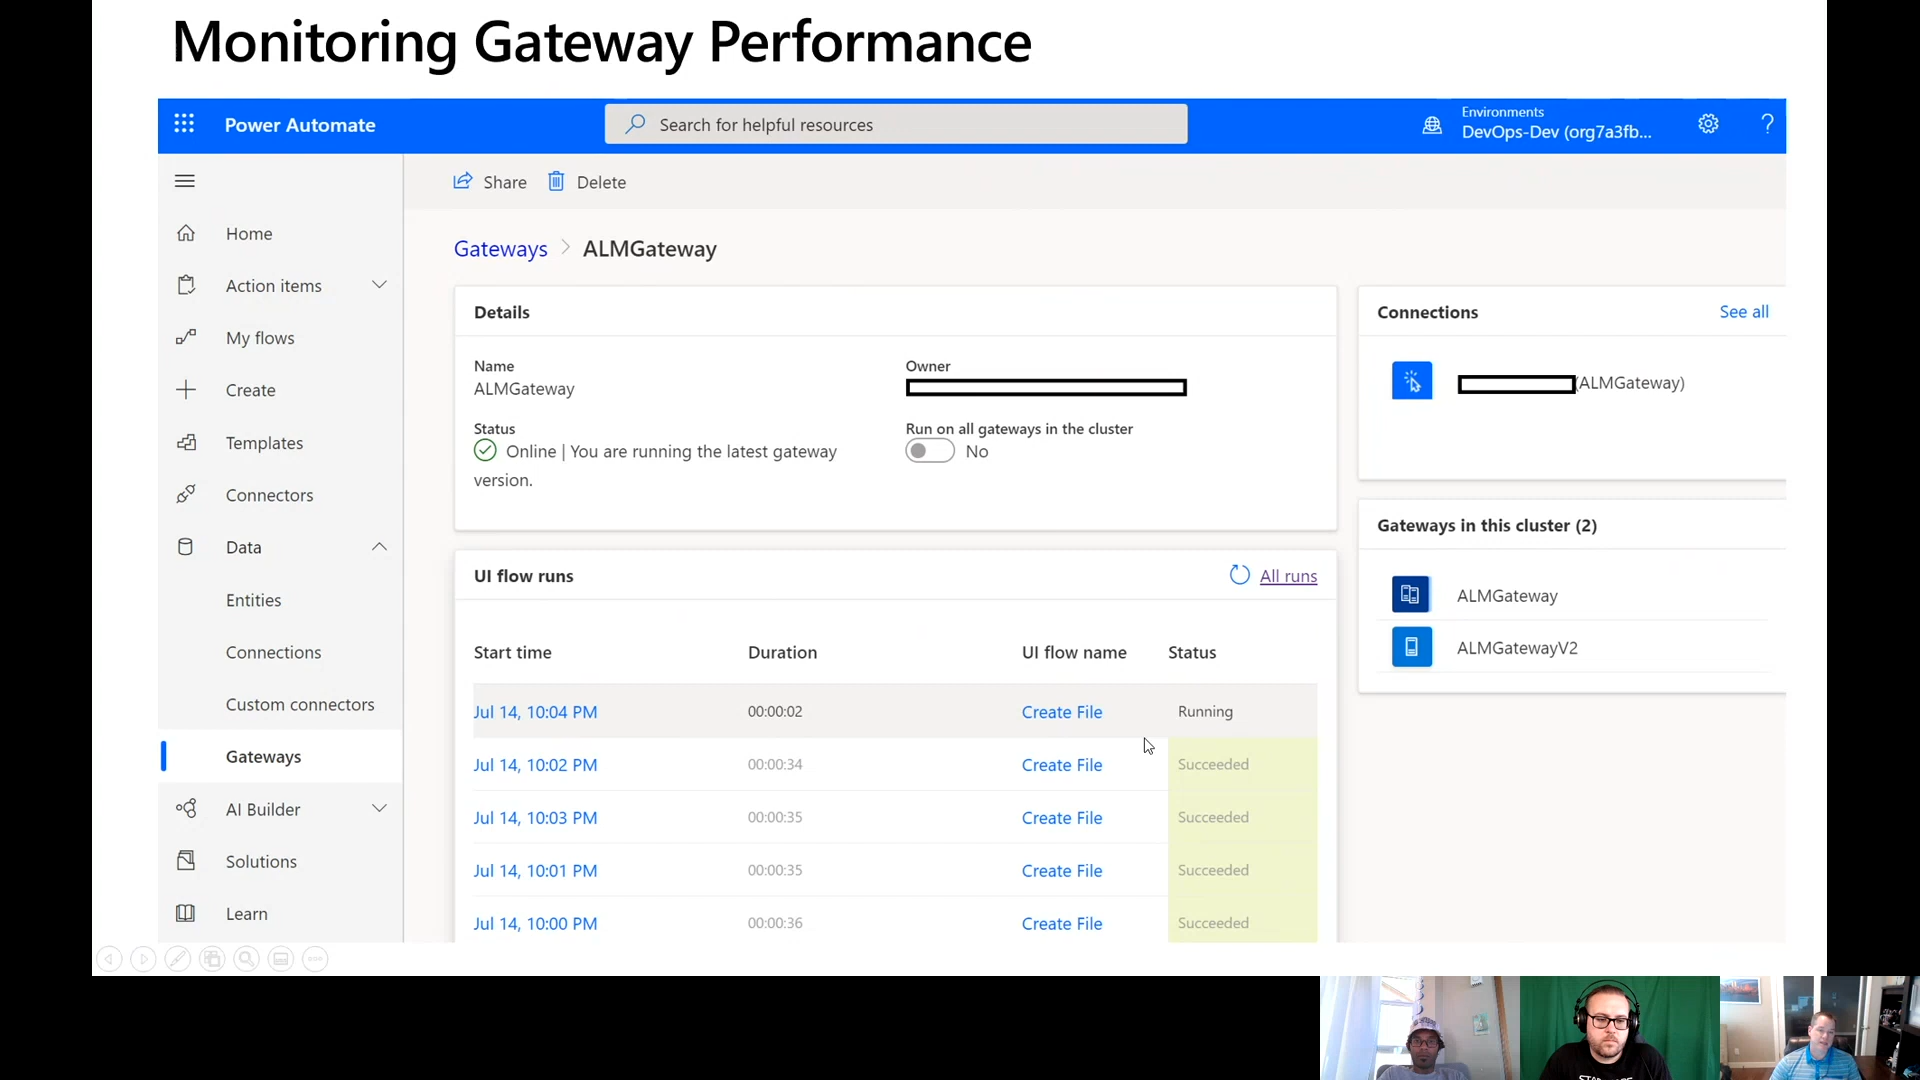 Monitoring Gateway Performance
Power Automate
Search for helpful resources
Environments
DevOps-Dev (org7a3fb...
?
Share
Delete
Home
Action items
My flows
Create
Templates
Connectors
Data
Entities
Connections
Custom connectors
Gateways
AI Builder
Solutions
Learn
Gateways > ALMGateway
Details
Name
ALMGateway
Owner
Status
Online | You are running the latest gateway
version.
Run on all gateways in the cluster
No
UI flow runs
All runs
Start time Duration UI flow name Status
Jul 14, 10:04 PM 00:00:02 Create File Running
Jul 14, 10:02 PM 00:00:34 Create File Succeeded
Jul 14, 10:03 PM 00:00:35 Create File Succeeded
Jul 14, 10:01 PM 00:00:35 Create File Succeeded
Jul 14, 10:00 PM 00:00:36 Create File Succeeded
Connections
See all
(ALMGateway)
Gateways in this cluster (2)
ALMGateway
ALMGatewayV2